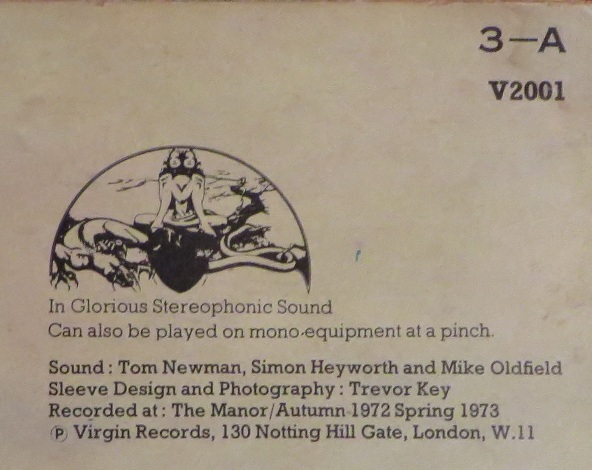 3—A
V2001
In Glorious Stereophonic Sound
Can also be played on mono-equipment at a pinch.
Sound : Tom Newman, Simon Heyworth and Mike Oldfield
Sleeve Design and Photography : Trevor Key
Recorded at : The Manor/Autumn 1972 Spring 1973
Ⓟ Virgin Records, 130 Notting Hill Gate, London, W.11